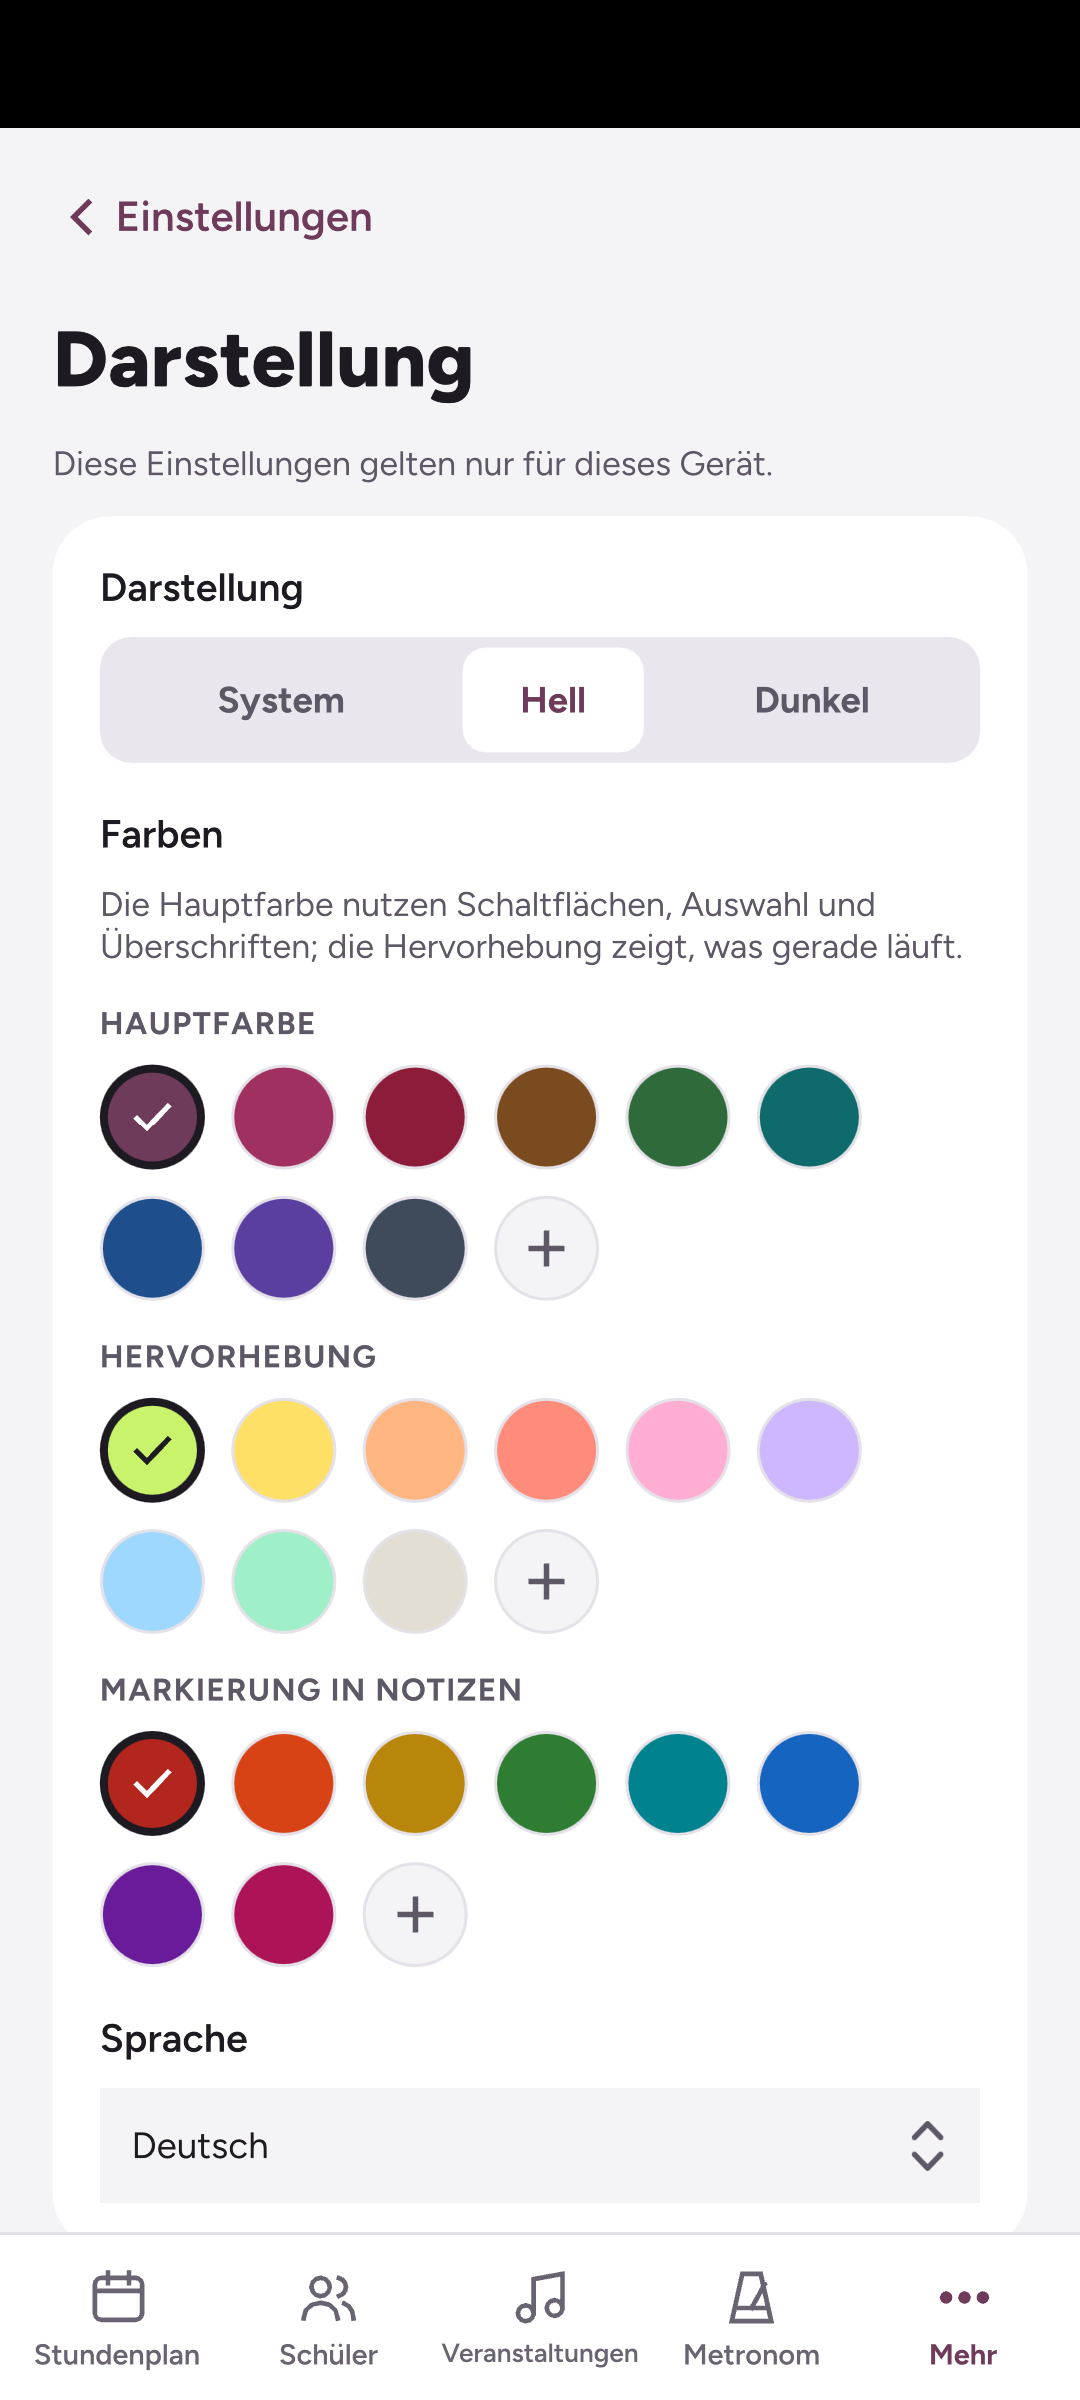 Einstellungen
Darstellung
Diese Einstellungen gelten nur für dieses Gerät.
Darstellung
System Hell Dunkel
Farben
Die Hauptfarbe nutzen Schaltflächen, Auswahl und
Überschriften; die Hervorhebung zeigt, was gerade läuft.
HAUPTFARBE
HERVORHEBUNG
MARKIERUNG IN NOTIZEN
Sprache
Deutsch
Stundenplan Schüler Veranstaltungen Metronom Mehr